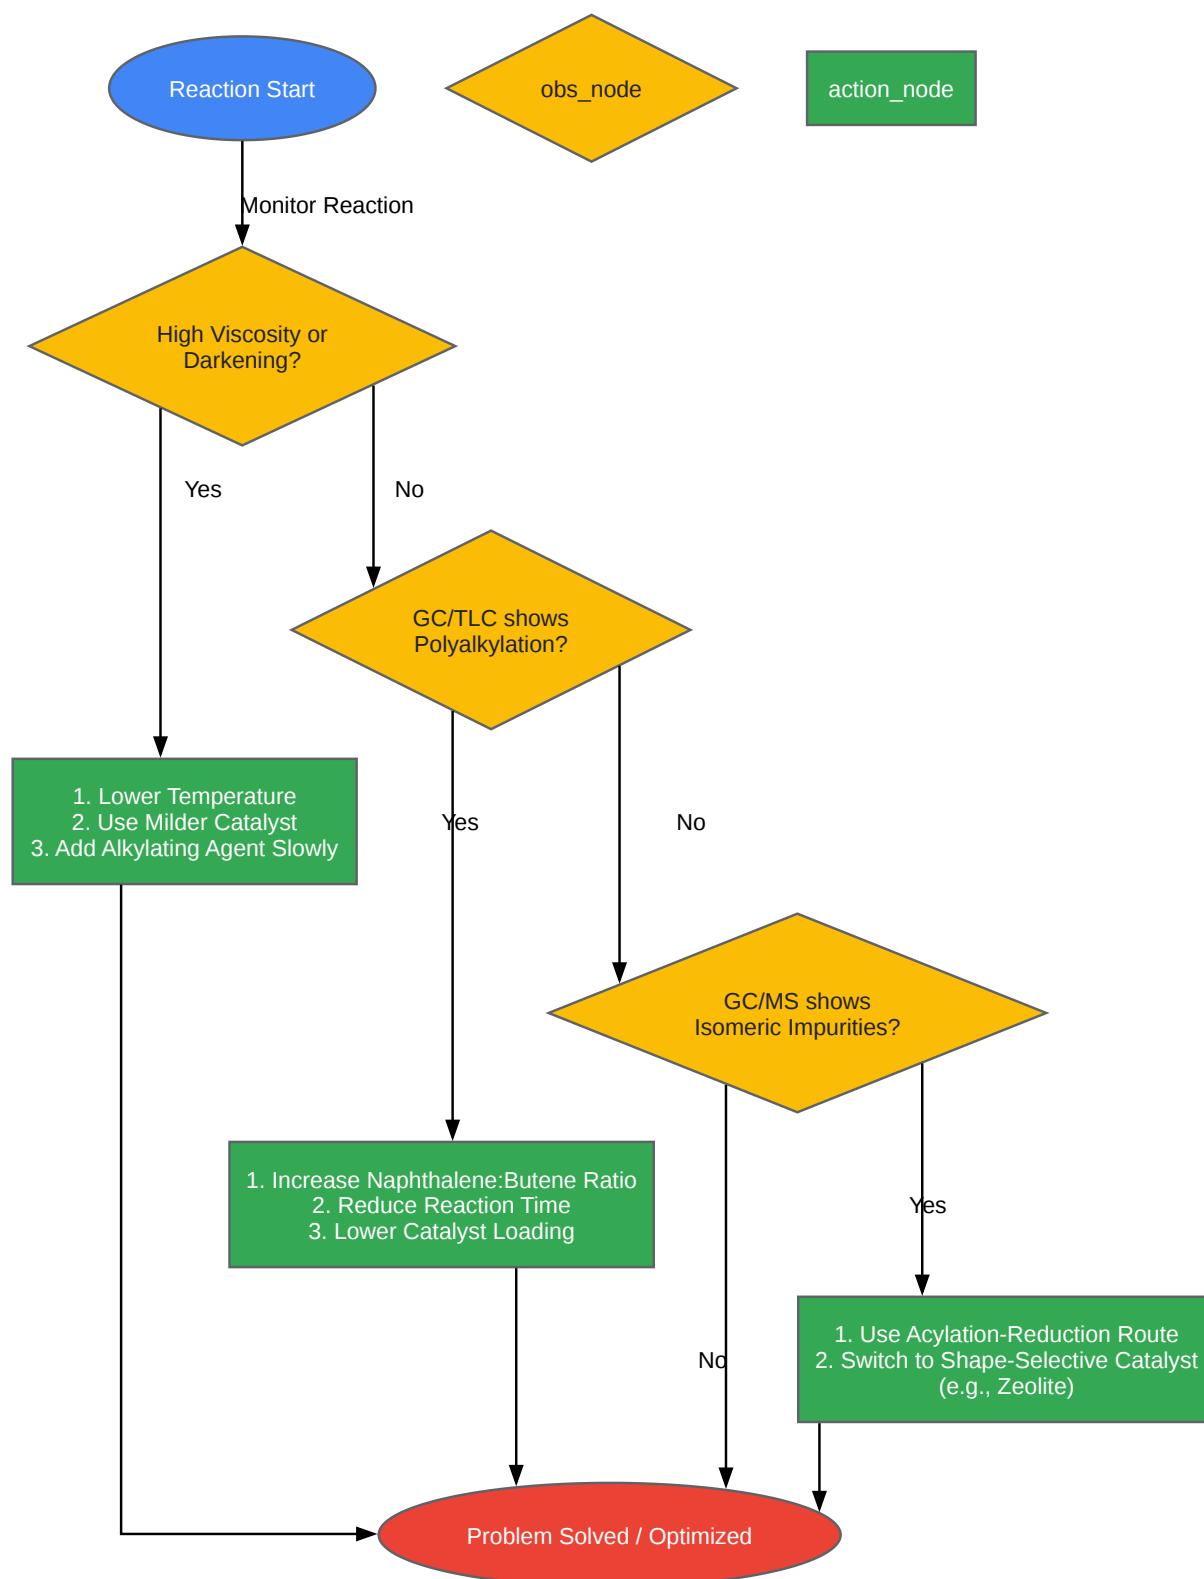 Reaction Start
obs_node
action_node
Monitor Reaction
High Viscosity or
Darkening?
Yes
No
GC/TLC shows
Polyalkylation?
1. Lower Temperature
2. Use Milder Catalyst
3. Add Alkylating Agent Slowly
Yes
No
GC/MS shows
Isomeric Impurities?
1. Increase Naphthalene:Butene Ratio
2. Reduce Reaction Time
3. Lower Catalyst Loading
Yes
No
1. Use Acylation-Reduction Route
2. Switch to Shape-Selective Catalyst
(e.g., Zeolite)
Problem Solved / Optimized